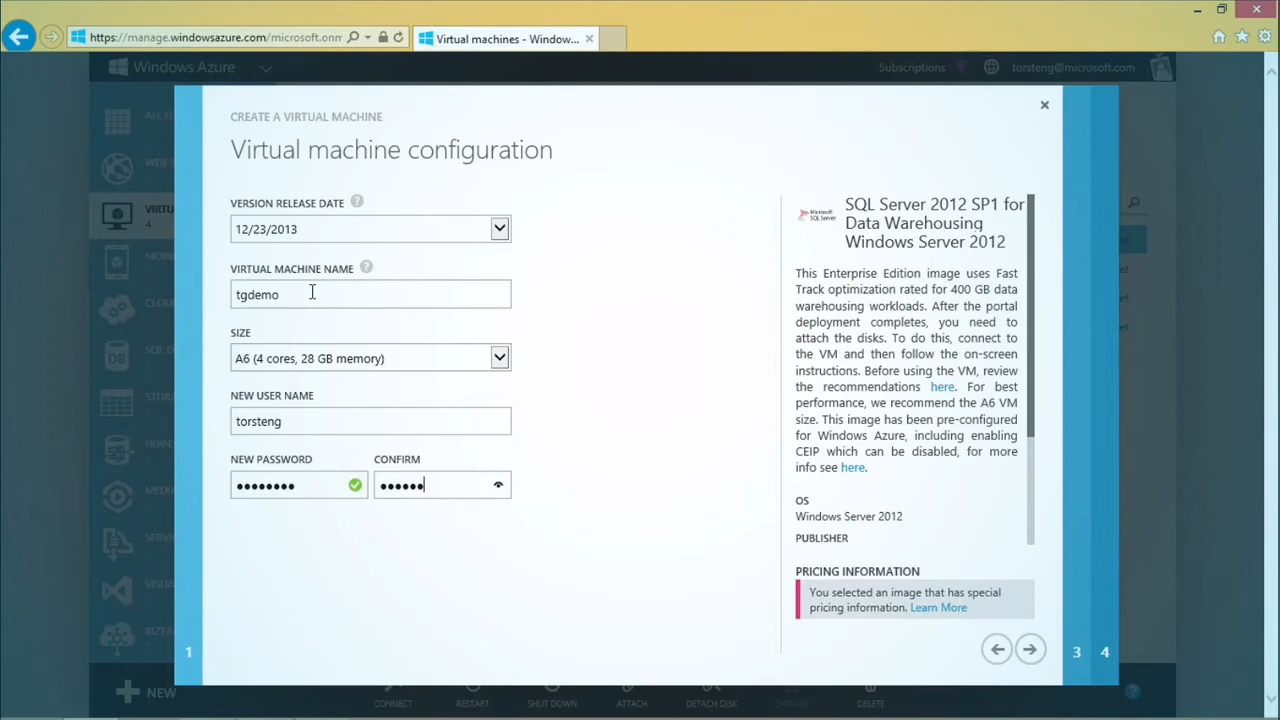 https://manage.windowsazure.com/microsoft.onm
Virtual machines - Window...
Windows Azure
Subscriptions
torsteng@microsoft.com
CREATE A VIRTUAL MACHINE
Virtual machine configuration
VERSION RELEASE DATE
12/23/2013
VIRTUAL MACHINE NAME
tgdemo
SIZE
A6 (4 cores, 28 GB memory)
NEW USER NAME
torsteng
NEW PASSWORD
CONFIRM
Microsoft
SQL Server
SQL Server 2012 SP1 for
Data Warehousing
Windows Server 2012
This Enterprise Edition image uses Fast
Track optimization rated for 400 GB data
warehousing workloads. After the portal
deployment completes, you need to
attach the disks. To do this, connect to
the VM and then follow the on-screen
instructions. Before using the VM, review
the recommendations here. For best
performance, we recommend the A6 VM
size. This image has been pre-configured
for Windows Azure, including enabling
CEIP which can be disabled, for more
info see here.
OS
Windows Server 2012
PUBLISHER
PRICING INFORMATION
You selected an image that has special
pricing information. Learn More
1
3 4
4
NEW
CONNECT
RESTART
SHUT DOWN
ATTACH
DETACH DISK
DELETE